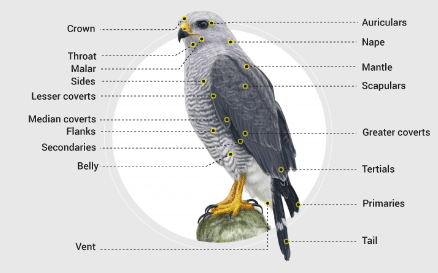 Crown
Throat
Malar
Sides
Lesser coverts
Median coverts
Flanks
Secondaries
Belly
Vent
Auriculars
Nape
Mantle
Scapulars
Greater coverts
Tertials
Primaries
Tail